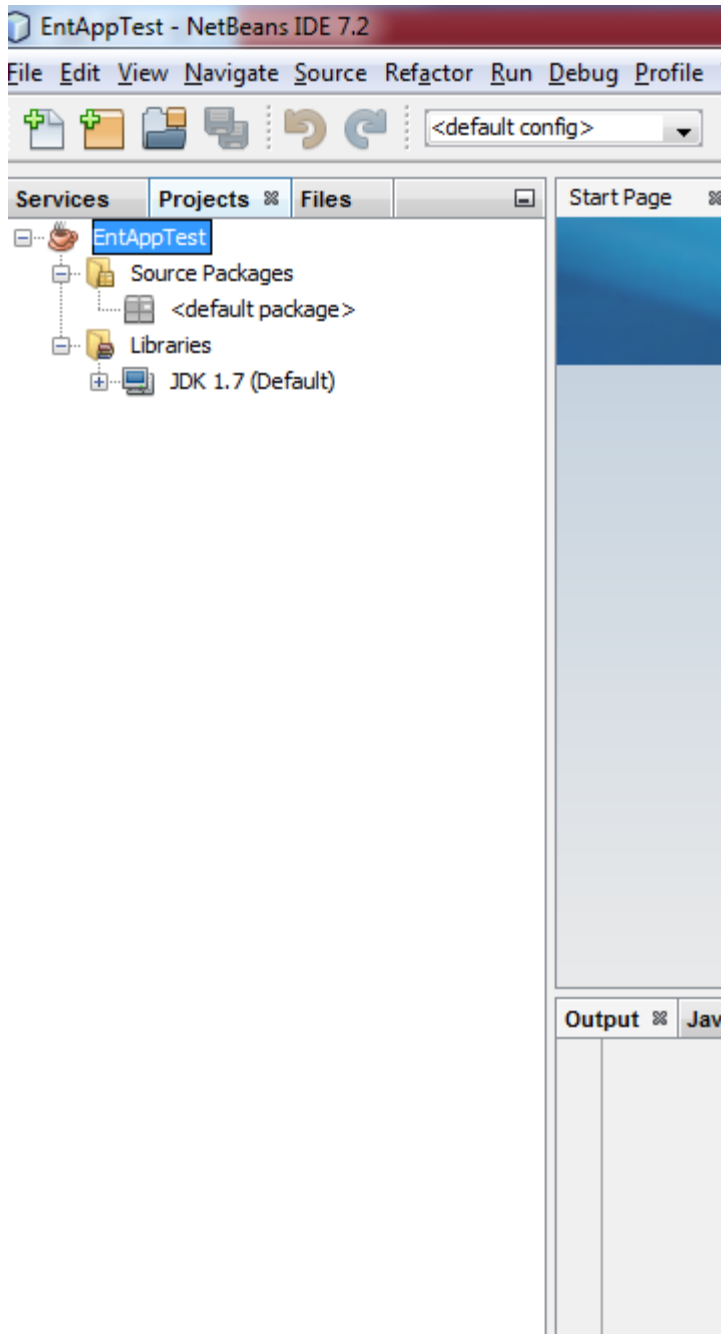 EntAppTest - NetBeans IDE 7.2
File Edit View Navigate Source Refactor Run Debug Profile
<default config>
Services Projects Files Start Page
EntAppTest
Source Packages
<default package>
Libraries
JDK 1.7 (Default)
Output Jav